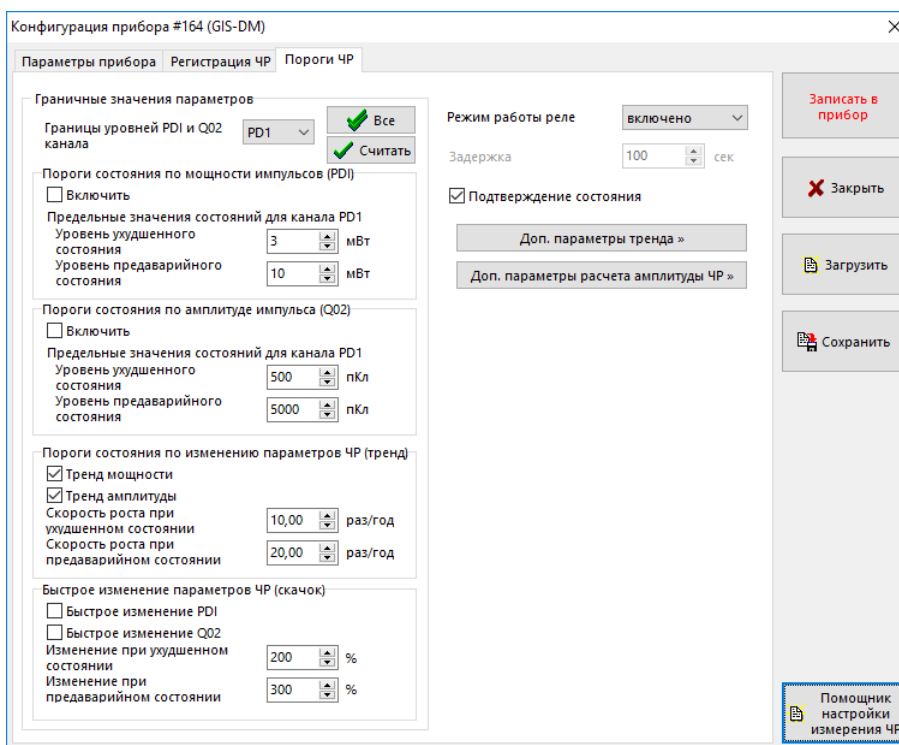 Конфигурация прибора #164 (GIS-DM)
Параметры прибора
Регистрация ЧР
Пороги ЧР
Граничные значения параметров
Границы уровней PDI и Q02
канала
PD1
Все
Считать
Пороги состояния по мощности импульсов (PDI)
Включить
Предельные значения состояний для канала PD1
Уровень ухудшенного
состояния
3
мВт
Уровень предаварийного
состояния
10
мВт
Пороги состояния по амплитуде импульса (Q02)
Включить
Предельные значения состояний для канала PD1
Уровень ухудшенного
состояния
500
пКл
Уровень предаварийного
состояния
5000
пКл
Пороги состояния по изменению параметров ЧР (тренд)
Тренд мощности
Тренд амплитуды
Скорость роста при
ухудшенном состоянии
10,00
раз/год
Скорость роста при
предаварийном состоянии
20,00
раз/год
Быстрое изменение параметров ЧР (скачок)
Быстрое изменение PDI
Быстрое изменение Q02
Изменение при ухудшенном
состоянии
200
%
Изменение при
предаварийном состоянии
300
%
Режим работы реле
включено
Задержка
100
сек
Подтверждение состояния
Доп. параметры тренда »
Доп. параметры расчета амплитуды ЧР »
Записать в
прибор
Закрыть
Загрузить
Сохранить
Помощник
настройки
измерения ЧР